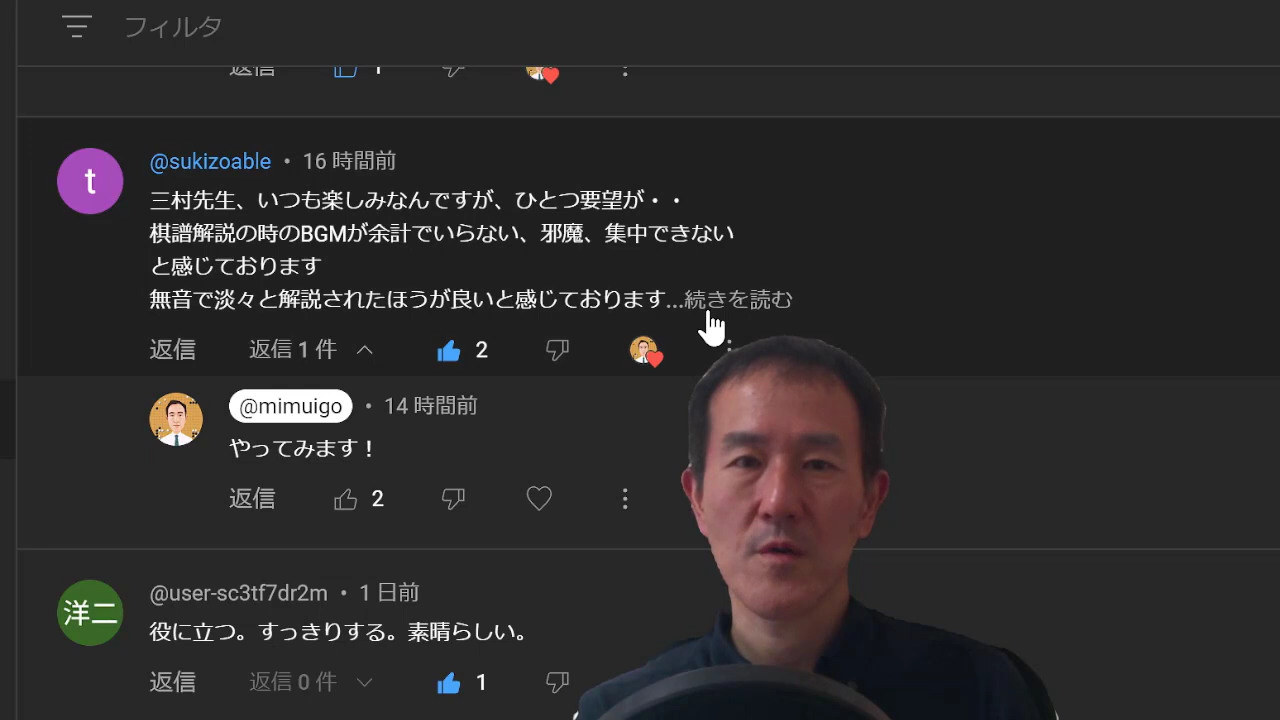 フィルタ
返信 1
@sukizoable • 16 時間前
三村先生、いつも楽しみなんですが、ひとつ要望が・・
棋譜解説の時のBGMが余計でいらない、邪魔、集中できない
と感じております
無音で淡々と解説されたほうが良いと感じております...続きを読む
返信 返信 1 件 2
@mimuigo • 14 時間前
やってみます！
返信 2
洋二
@user-sc3tf7dr2m • 1 日前
役に立つ。すっきりする。素晴らしい。
返信 返信 0 件 1
t